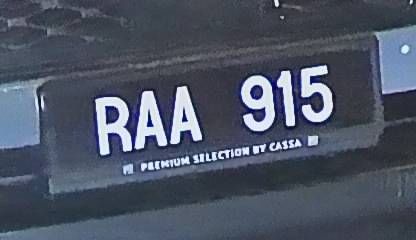 RAA 915
PREMIUM SELECTION BY CASSA